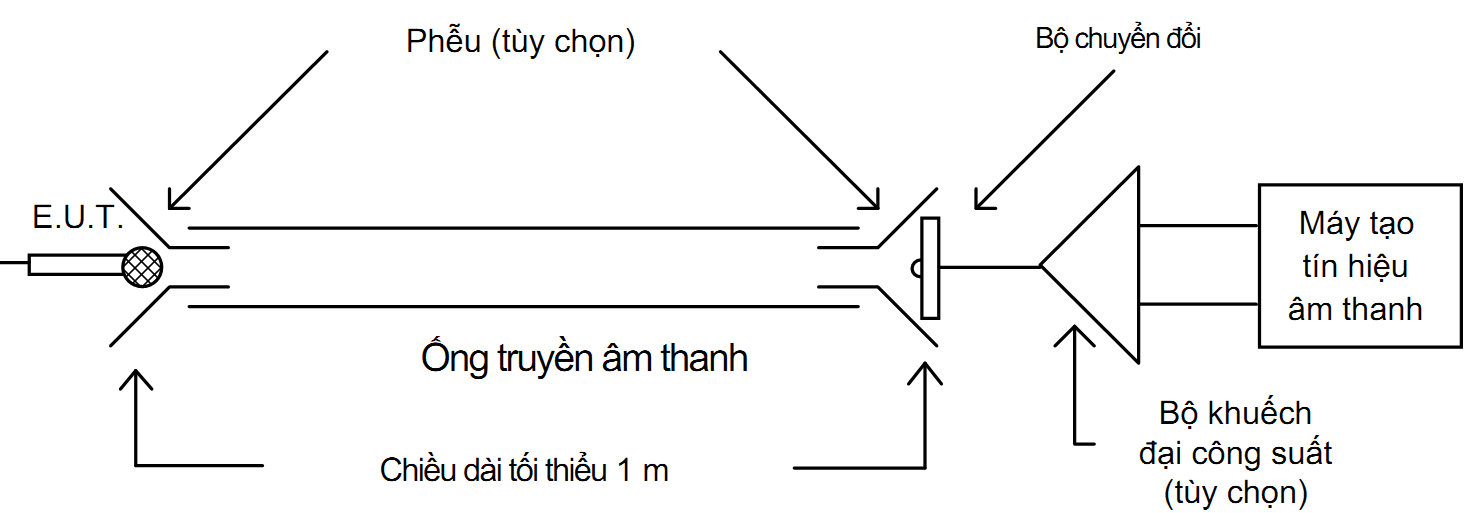 Phễu (tùy chọn)
Bộ chuyển đổi
E.U.T.
Máy tạo
tín hiệu
âm thanh
Ống truyền âm thanh
Chiều dài tối thiểu 1 m
Bộ khuếch
đại công suất
(tùy chọn)